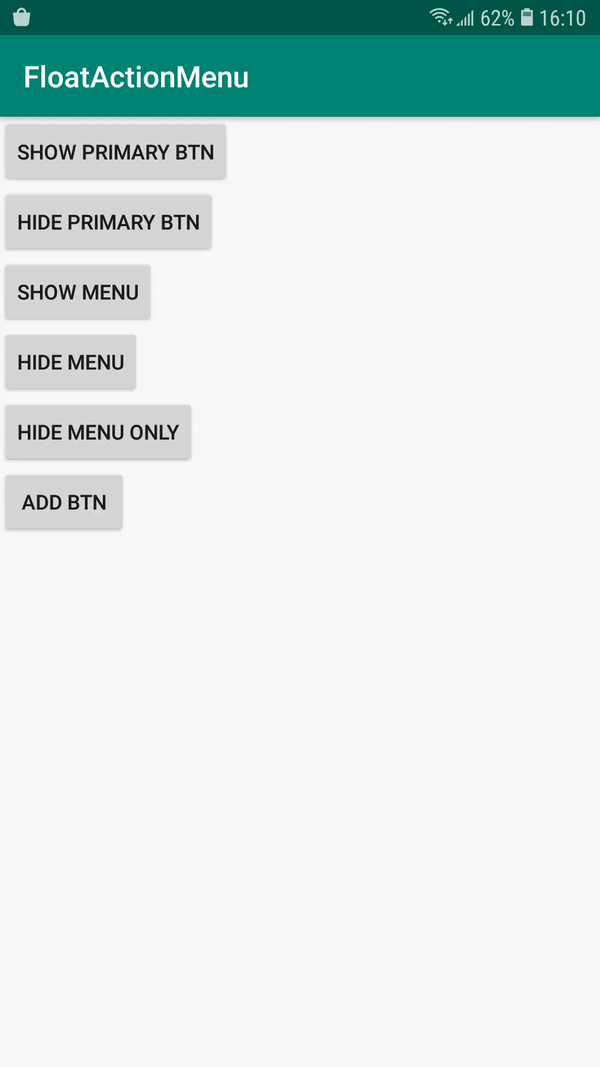 62% 16:10
FloatActionMenu
SHOW PRIMARY BTN
HIDE PRIMARY BTN
SHOW MENU
HIDE MENU
HIDE MENU ONLY
ADD BTN